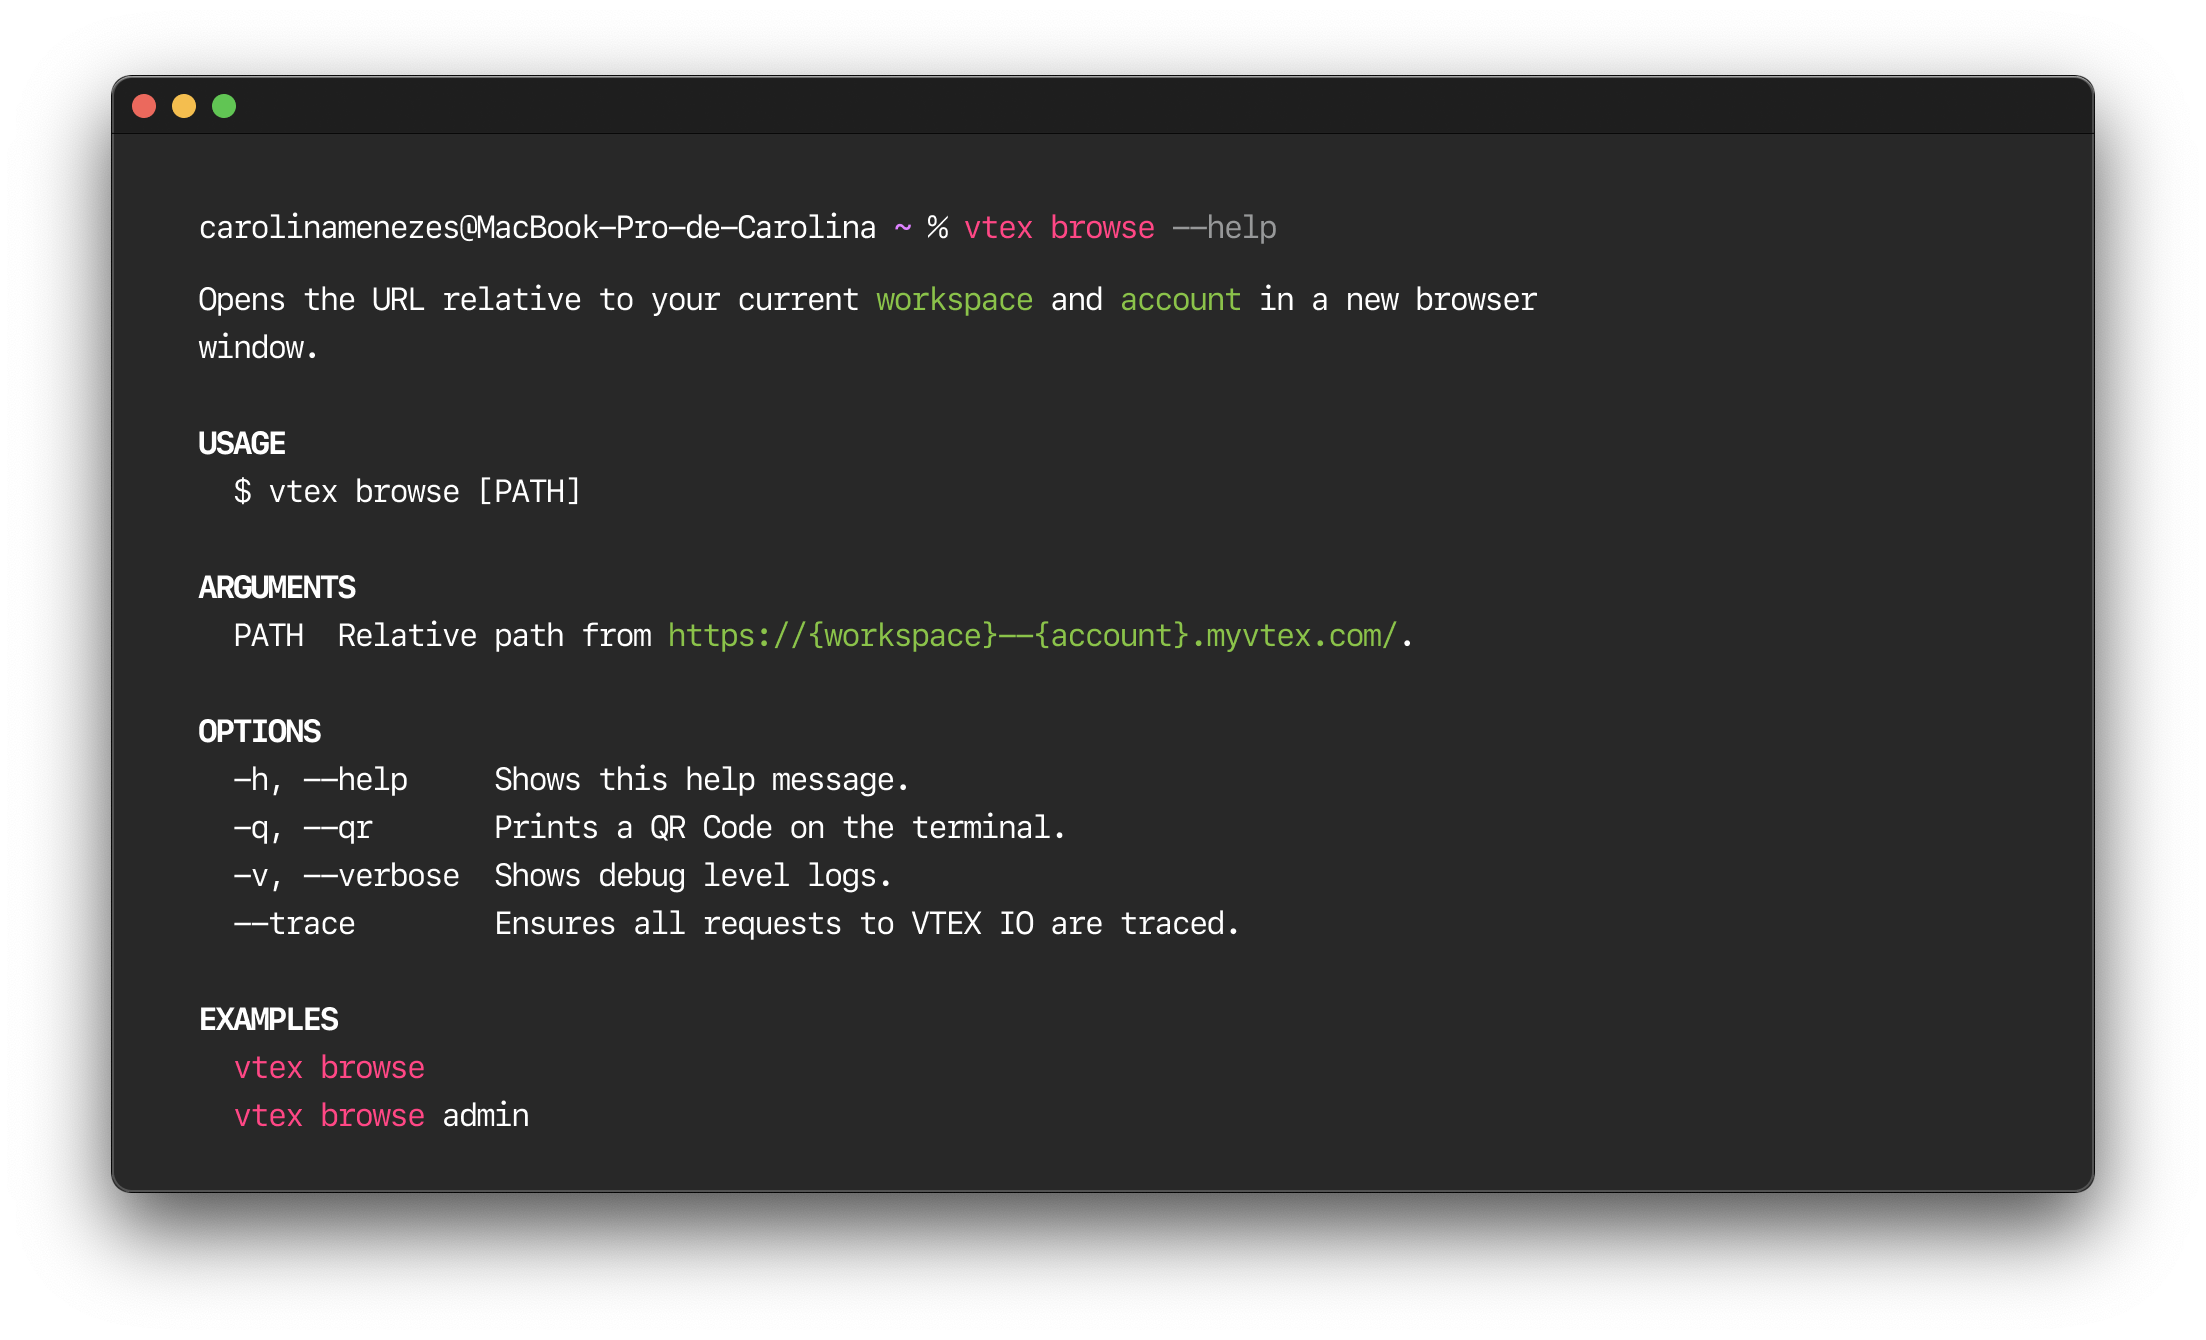 carolinamenezes@MacBook-Pro-de-Carolina ~ % vtex browse --help
Opens the URL relative to your current workspace and account in a new browser
window.
USAGE
$ vtex browse [PATH]
ARGUMENTS
PATH  Relative path from https://{workspace}--{account}.myvtex.com/.
OPTIONS
-h, --help     Shows this help message.
-q, --qr       Prints a QR Code on the terminal.
-v, --verbose  Shows debug level logs.
--trace        Ensures all requests to VTEX IO are traced.
EXAMPLES
vtex browse
vtex browse admin